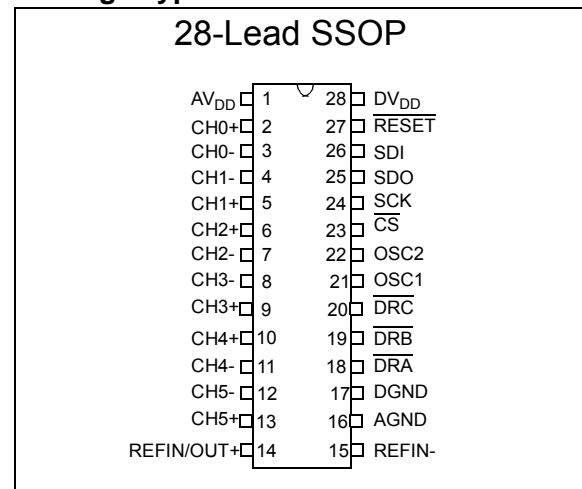 28-Lead SSOP
AV_DD 1 28 DV_DD
CH0+ 2 27 RESET
CH0- 3 26 SDI
CH1- 4 25 SDO
CH1+ 5 24 SCK
CH2+ 6 23 CS
CH2- 7 22 OSC2
CH3- 8 21 OSC1
CH3+ 9 20 DRC
CH4+ 10 19 DRB
CH4- 11 18 DRA
CH5- 12 17 DGND
CH5+ 13 16 AGND
REFIN/OUT+ 14 15 REFIN-